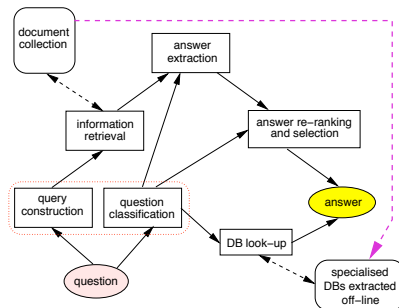 document
collection
answer
extraction
information
retrieval
answer re-ranking
and selection
query
construction
question
classification
answer
DB look-up
question
specialised
DBs extracted
off-line